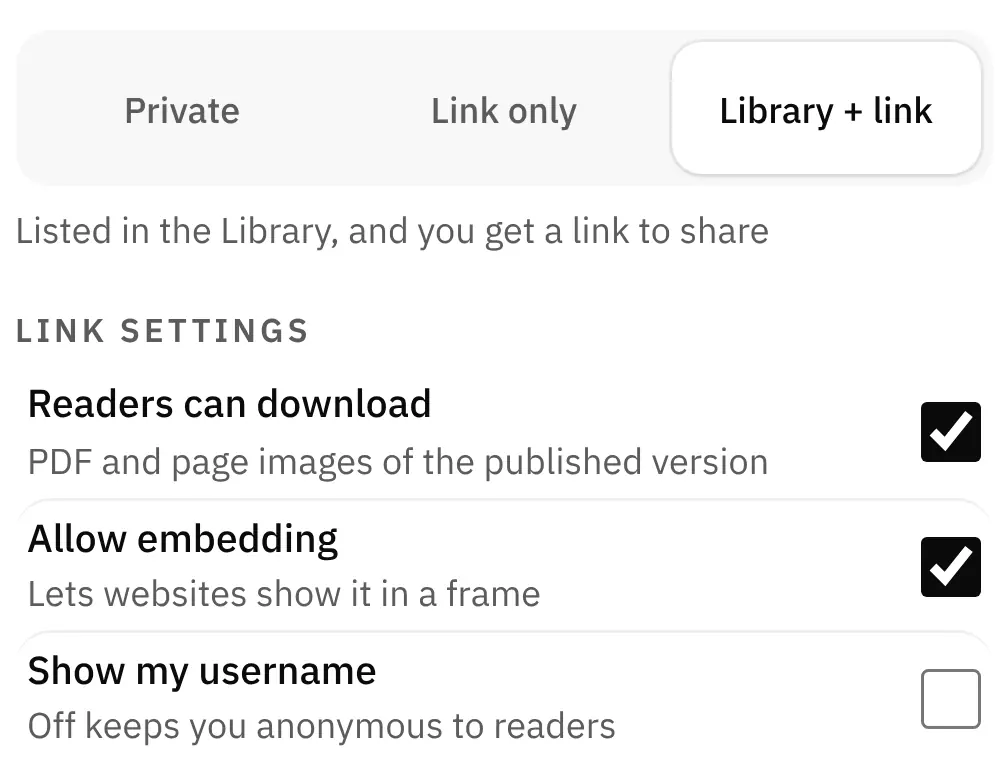 Private
Link only
Library + link
Listed in the Library, and you get a link to share
LINK SETTINGS
Readers can download
PDF and page images of the published version
Allow embedding
Lets websites show it in a frame
Show my username
Off keeps you anonymous to readers